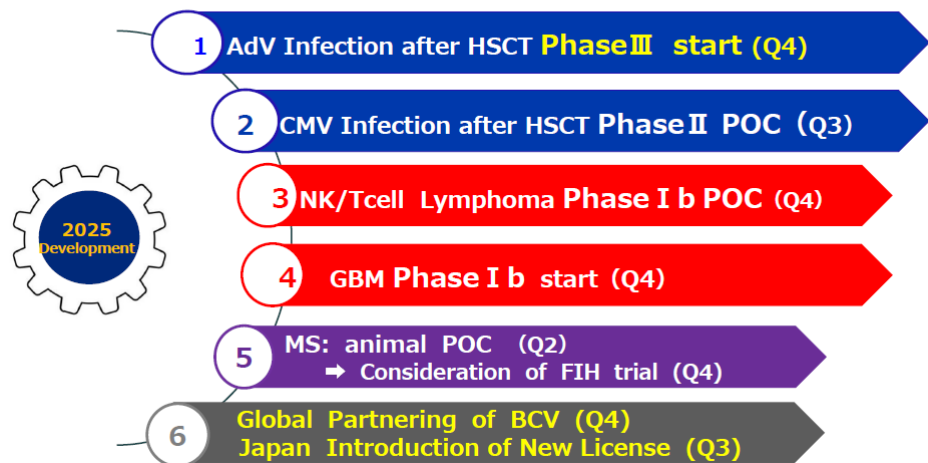 1 AdV Infection after HSCT PhaseⅢ start (Q4)
2 CMV Infection after HSCT PhaseⅡ POC (Q3)
3 NK/Tcell Lymphoma PhaseⅠb POC (Q4)
2025
Development
4 GBM PhaseⅠb start (Q4)
5 MS: animal POC (Q2)
➡ Consideration of FIH trial (Q4)
6 Global Partnering of BCV (Q4)
Japan Introduction of New License (Q3)